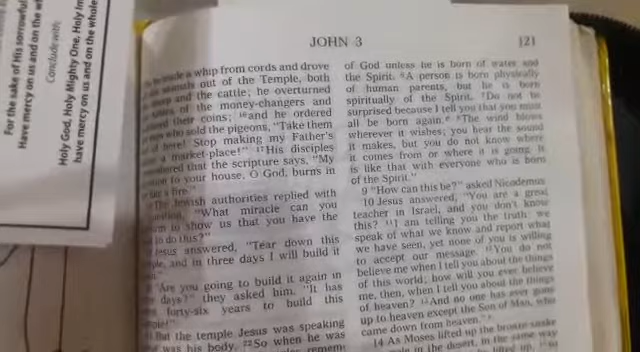 For the sake of His sorrowful
Have mercy on us and on the wh
Conclude with:
Holy God, Holy Mighty One, Holy Im
have mercy on us and on the whole
JOHN 3
121
a whip from cords and drove
out of the Temple, both
and the cattle; he overturned
of the money-changers and
their coins; 16and he ordered
who sold the pigeons, "Take them
here! Stop making my Father's
a market-place!" 17His disciples
that the scripture says, "My
to your house, O God, burns in
a fire."
The Jewish authorities replied with
"What miracle can you
to show us that you have the
to do this?"
Jesus answered, "Tear down this
and in three days I will build it
"Are you going to build it again in
days?" they asked him. "It has
forty-six years to build this
But the temple Jesus was speaking
was his body. 22So when he was
of God unless he is born of water and
the Spirit. 6A person is born physically
of human parents, but he is born
spiritually of the Spirit. 7Do not be
surprised because I tell you that you must
all be born again. 8The wind blows
wherever it wishes; you hear the sound
it makes, but you do not know where
it comes from or where it is going. It
is like that with everyone who is born
of the Spirit."
9 "How can this be?" asked Nicodemus
10 Jesus answered, "You are a great
teacher in Israel, and you don't know
this? 11I am telling you the truth: we
speak of what we know and report what
we have seen, yet none of you is willing
to accept our message. 12You do not
believe me when I tell you about the things
of this world; how will you ever believe
me, then, when I tell you about the things
of heaven? 13And no one has ever gone
up to heaven except the Son of Man, who
came down from heaven."
14 As Moses lifted up the bronze snake
in the desert, in the same way